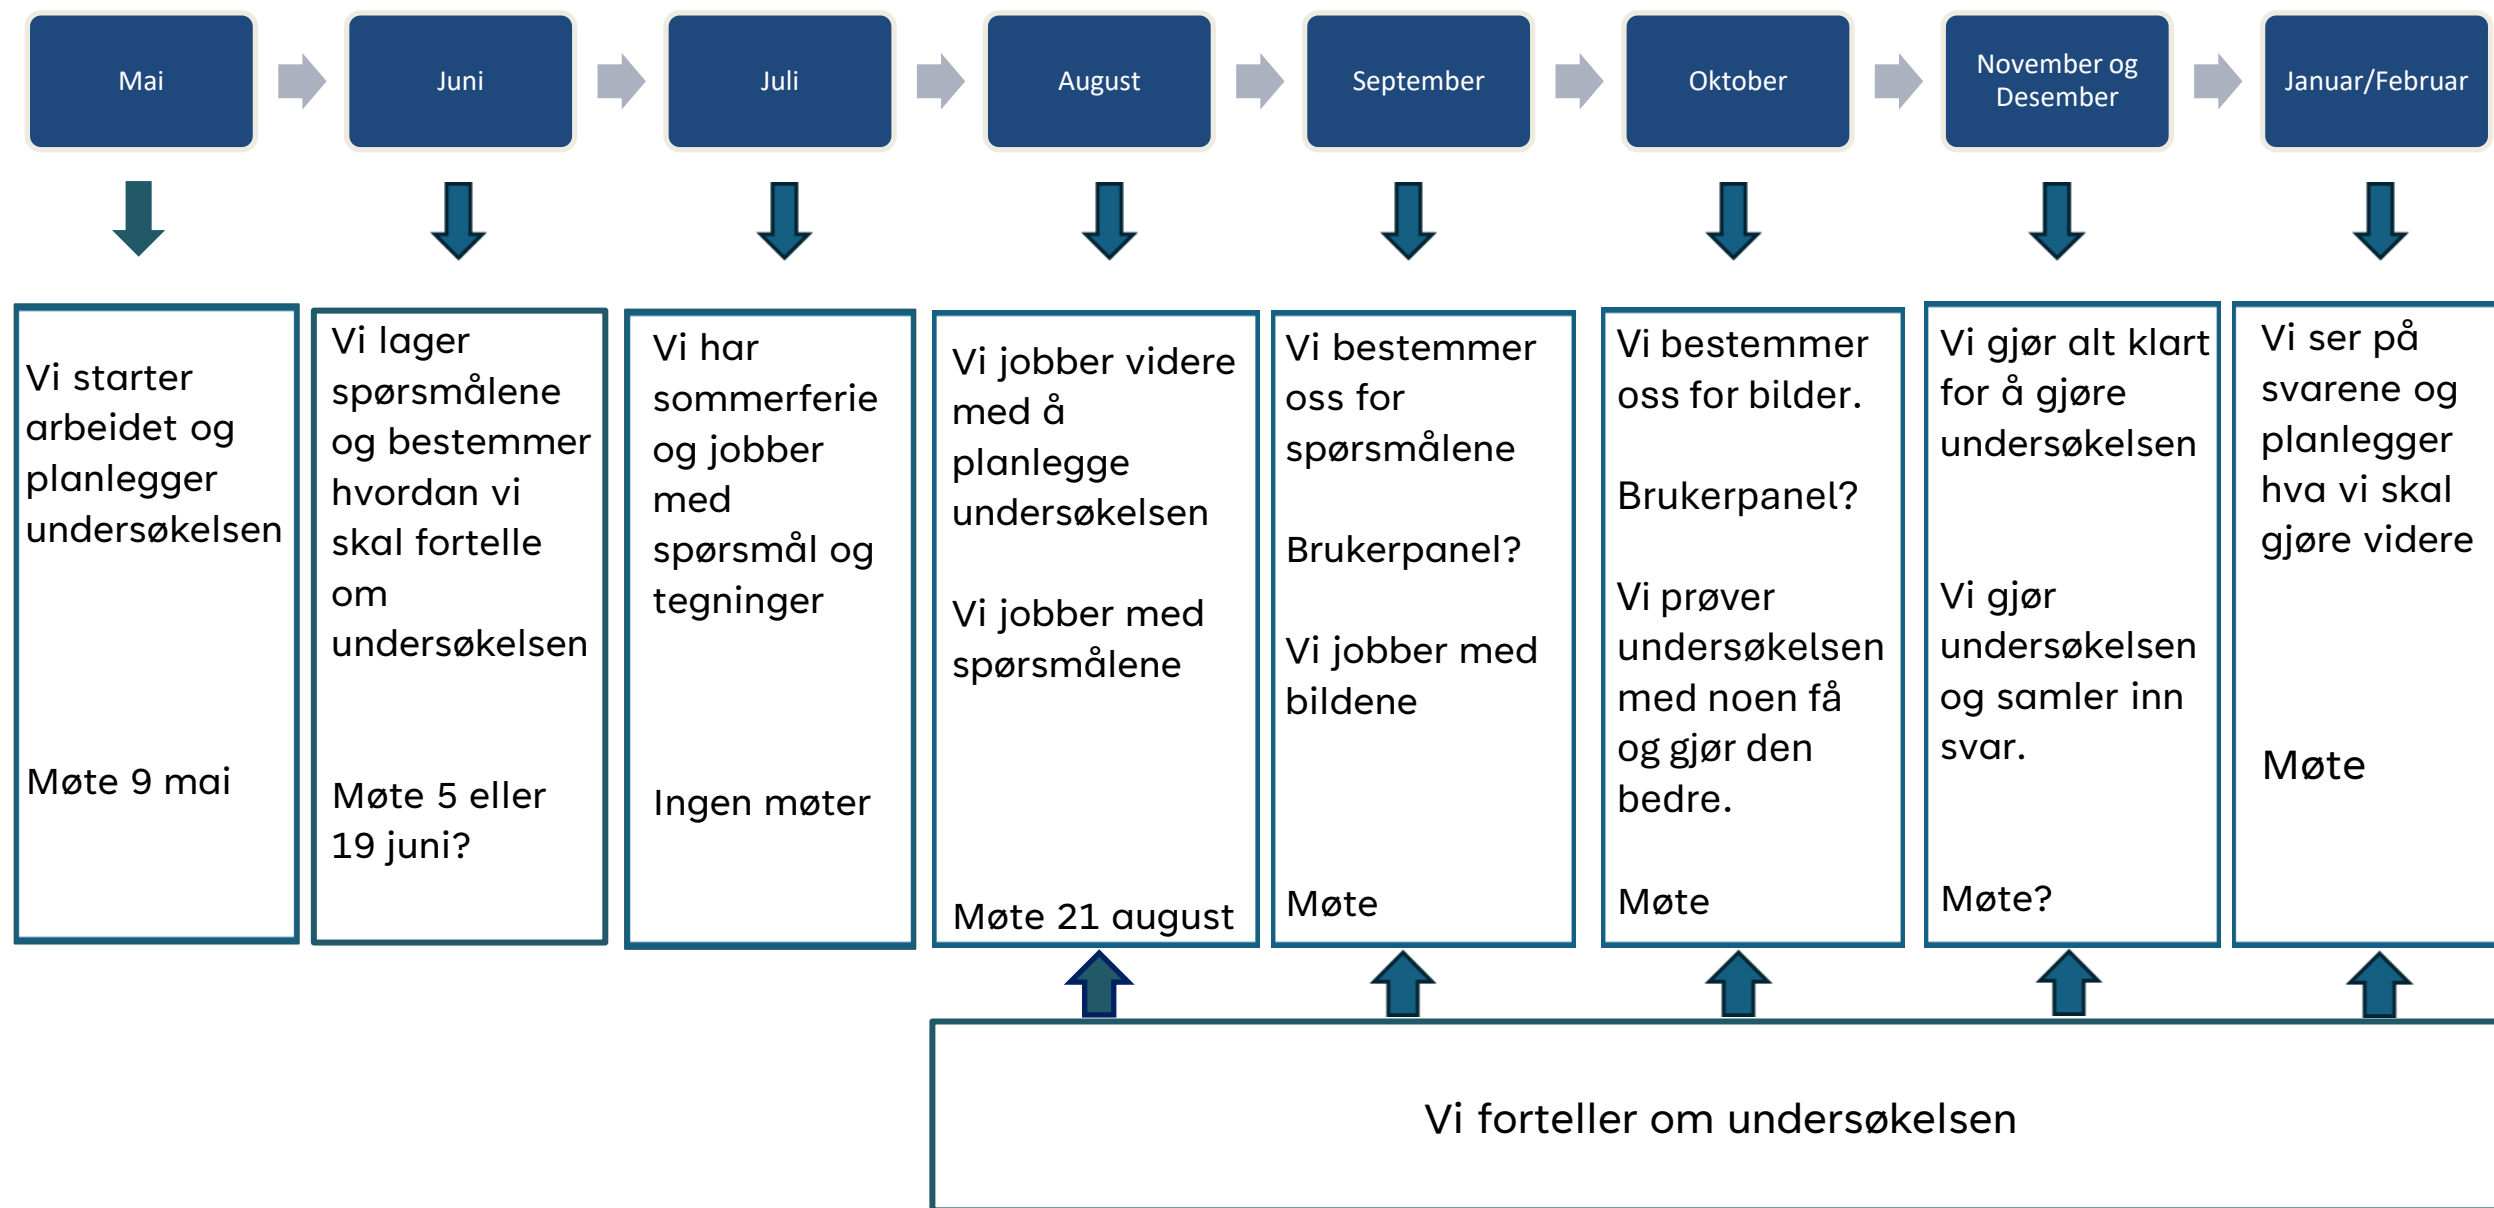 Mai
Juni
Juli
August
September
Oktober
November og
Desember
Januar/Februar
Vi starter
arbeidet og
planlegger
undersøkelsen
Møte 9 mai
Vi lager
spørsmålene
og bestemmer
hvordan vi
skal fortelle
om
undersøkelsen
Møte 5 eller
19 juni?
Vi har
sommerferie
og jobber
med
spørsmål og
tegninger
Ingen møter
Vi jobber videre
med å
planlegge
undersøkelsen
Vi jobber med
spørsmålene
Møte 21 august
Vi bestemmer
oss for
spørsmålene
Brukerpanel?
Vi jobber med
bildene
Møte
Vi bestemmer
oss for bilder.
Brukerpanel?
Vi prøver
undersøkelsen
med noen få
og gjør den
bedre.
Møte
Vi gjør alt klart
for å gjøre
undersøkelsen
Vi gjør
undersøkelsen
og samler inn
svar.
Møte?
Vi ser på
svarene og
planlegger
hva vi skal
gjøre videre
Møte
Vi forteller om undersøkelsen